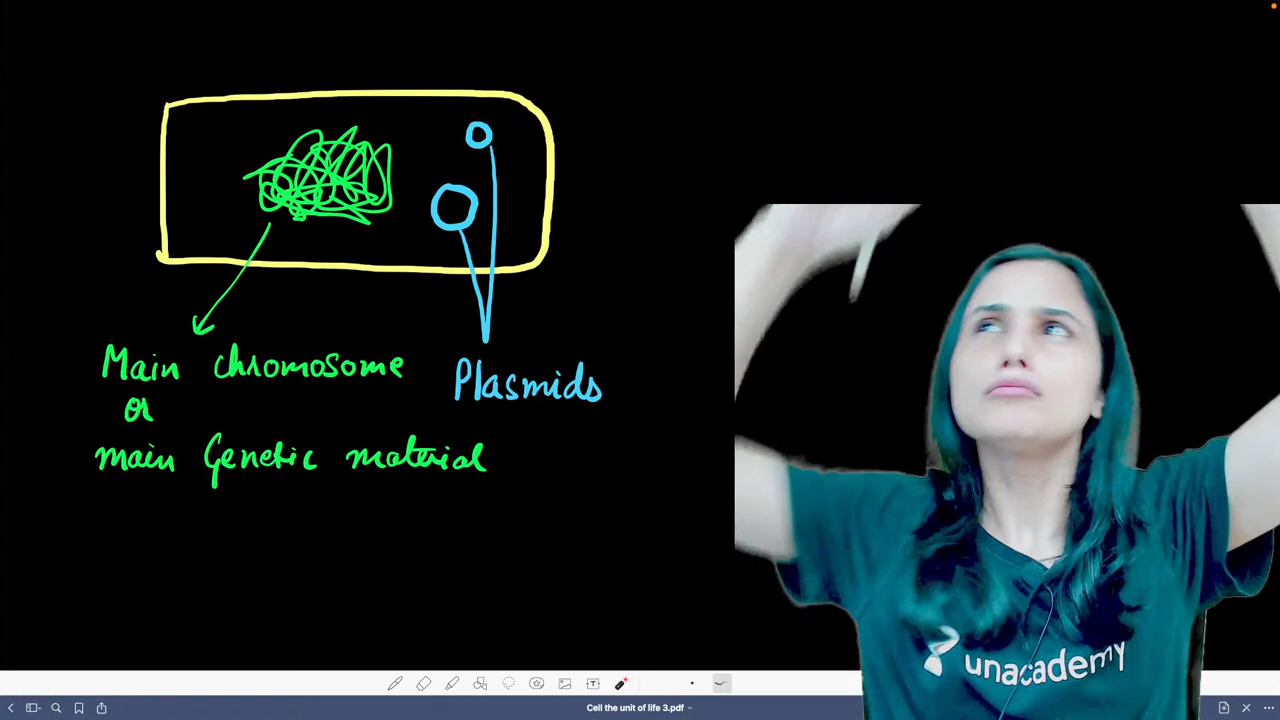 Main chromosome
or
main Genetic material
Plasmids
unacademy
Cell the unit of life 3.pdf